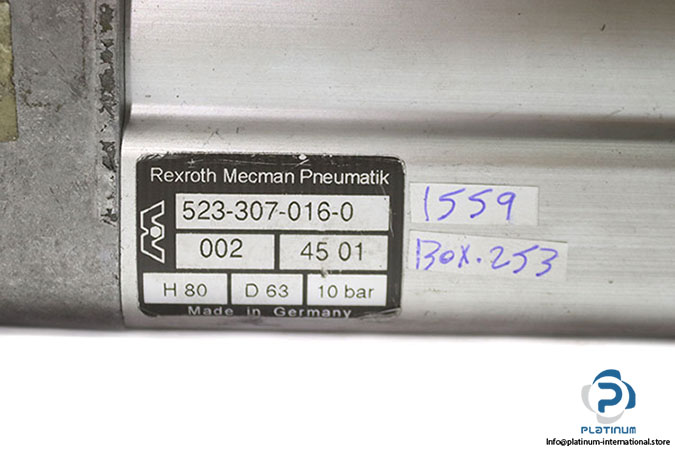 Rexroth Mecman Pneumatik
523-307-016-0
002 45 01
H 80 D 63 10 bar
Made in Germany
1559
Box.253
PLATINUM
Info@platinum-international.store